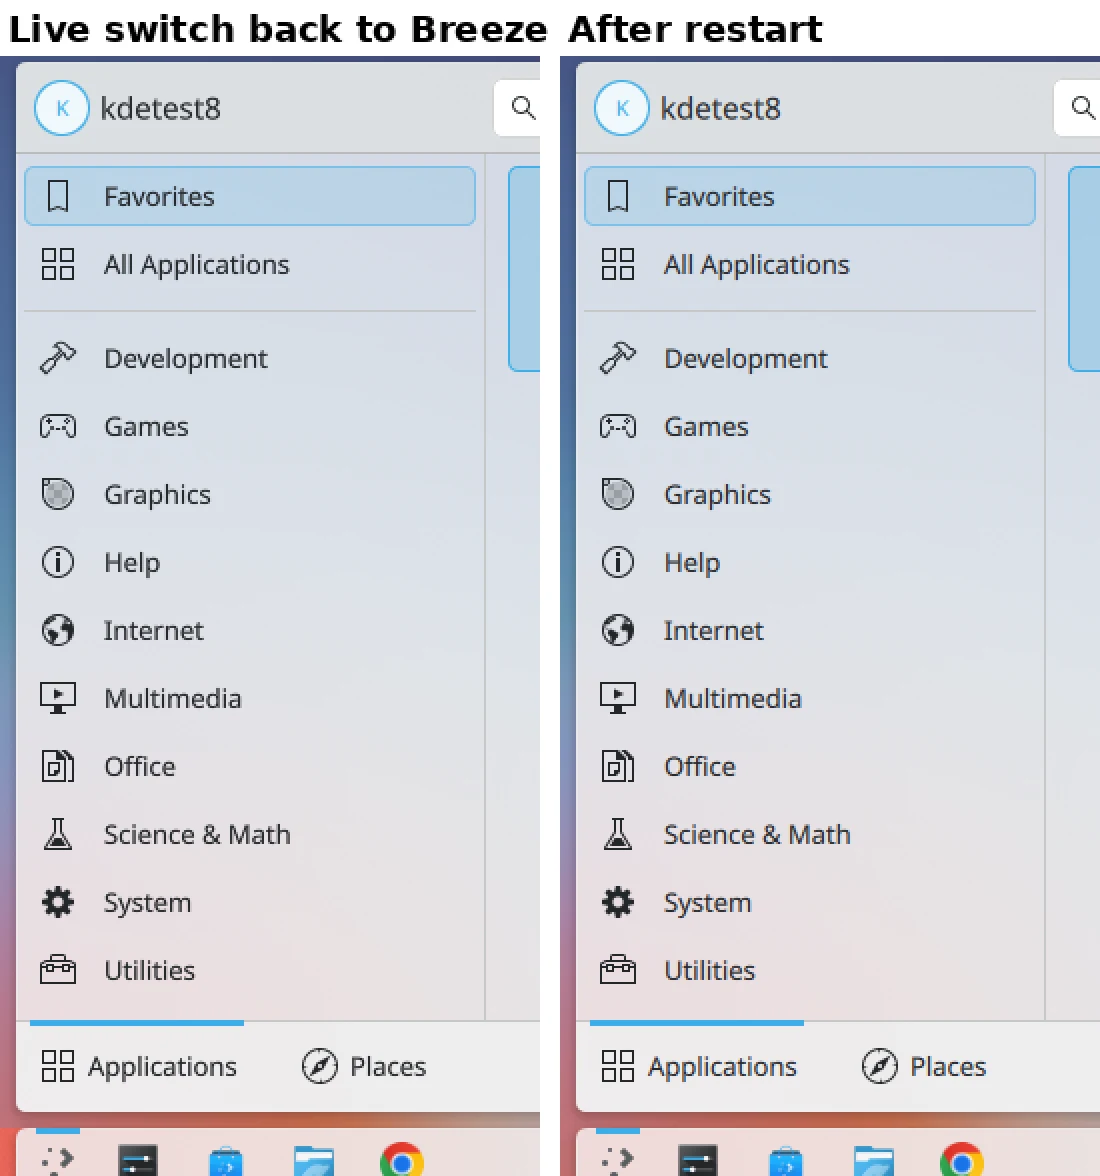 Live switch back to Breeze
K
kdetest8
Favorites
All Applications
Development
Games
Graphics
Help
Internet
Multimedia
Office
Science & Math
System
Utilities
Applications
Places
After restart
K
kdetest8
Favorites
All Applications
Development
Games
Graphics
Help
Internet
Multimedia
Office
Science & Math
System
Utilities
Applications
Places